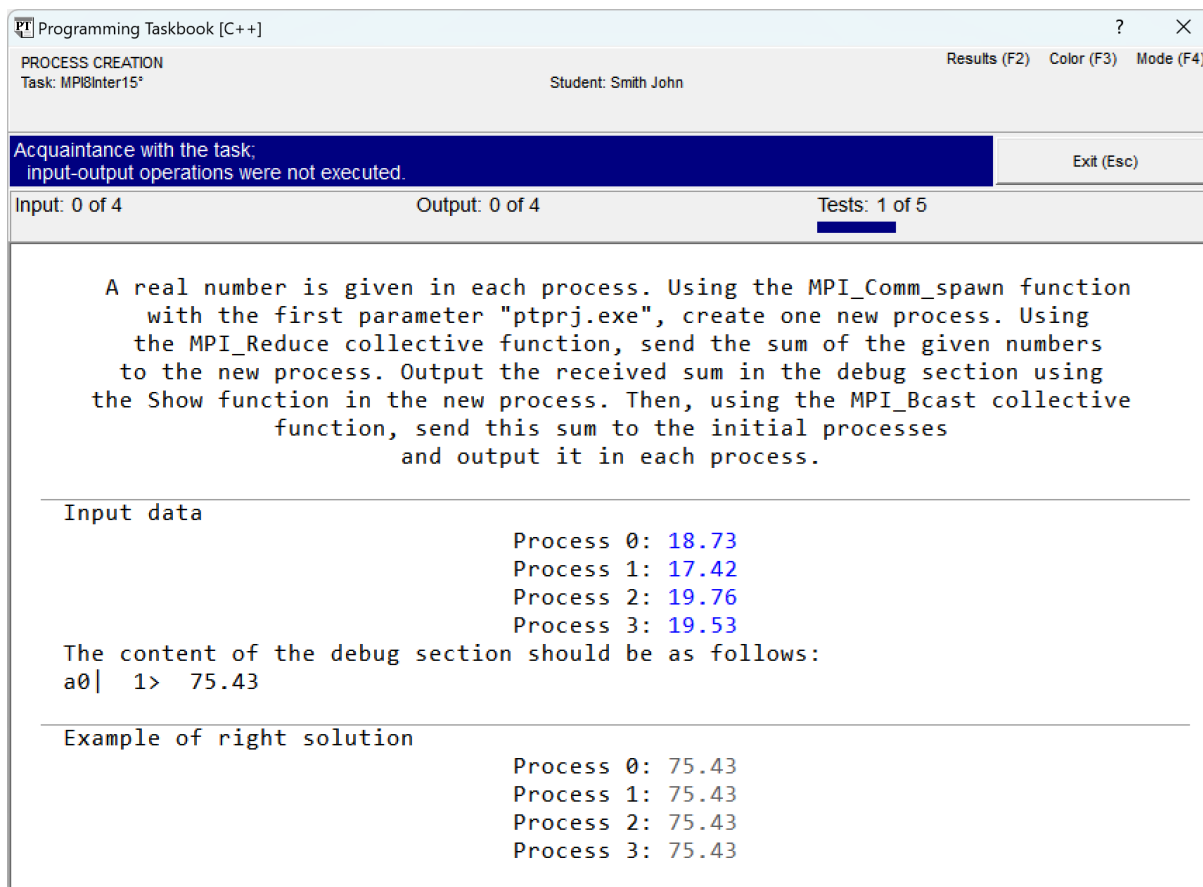 PT Programming Taskbook [C++] ? ×
PROCESS CREATION Results (F2) Color (F3) Mode (F4)
Task: MPI8Inter15° Student: Smith John
Acquaintance with the task;
input-output operations were not executed.
Exit (Esc)
Input: 0 of 4 Output: 0 of 4 Tests: 1 of 5
A real number is given in each process. Using the MPI_Comm_spawn function
with the first parameter "ptprj.exe", create one new process. Using
the MPI_Reduce collective function, send the sum of the given numbers
to the new process. Output the received sum in the debug section using
the Show function in the new process. Then, using the MPI_Bcast collective
function, send this sum to the initial processes
and output it in each process.
Input data
Process 0: 18.73
Process 1: 17.42
Process 2: 19.76
Process 3: 19.53
The content of the debug section should be as follows:
a0| 1> 75.43
Example of right solution
Process 0: 75.43
Process 1: 75.43
Process 2: 75.43
Process 3: 75.43